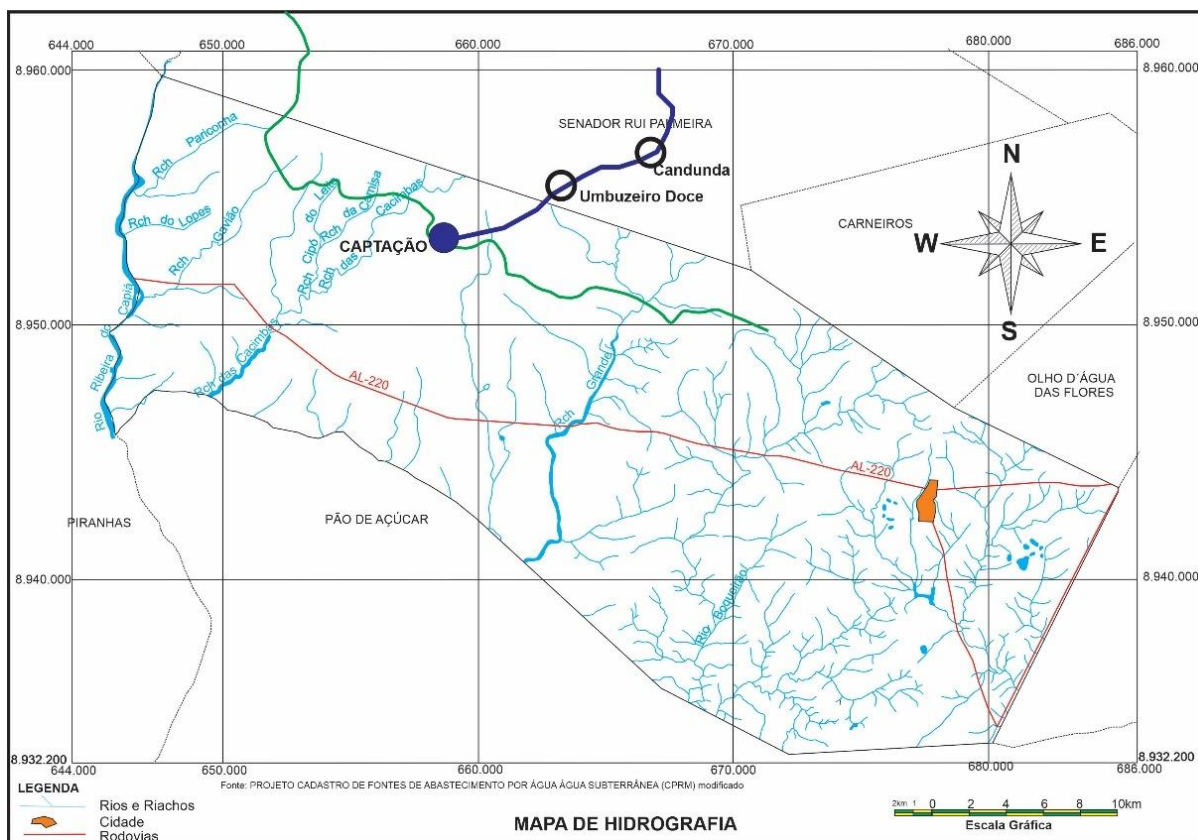 644.000 650.000 660.000 670.000 680.000 686.000
8.960.000 8.960.000
SENADOR RUI PALMEIRA
Candunda
Umbuzeiro Doce
CAPTAÇÃO
CARNEIROS
N
W E
S
Rch Pariconha
Rch do Lopes
Rch Gavião
Rch Cipó do Leite
Rch da Camisa
Rch das Cacinbas
8.950.000 8.950.000
Rio Ribeira do Capiá
Rch das Cacimbas
AL-220
Rch Grande
OLHO D´ÁGUA
DAS FLORES
AL-220
PIRANHAS
PÃO DE AÇÚCAR
8.940.000 8.940.000
Rio Boqueirão
8.932.200 8.932.200
644.000 650.000 660.000 670.000 680.000 686.000
Fonte: PROJETO CADASTRO DE FONTES DE ABASTECIMENTO POR ÁGUA ÁGUA SUBTERRÂNEA (CPRM) modificado
LEGENDA
Rios e Riachos
Cidade
Rodovias
MAPA DE HIDROGRAFIA
2km 1 0 2 4 6 8 10km
Escala Gráfica